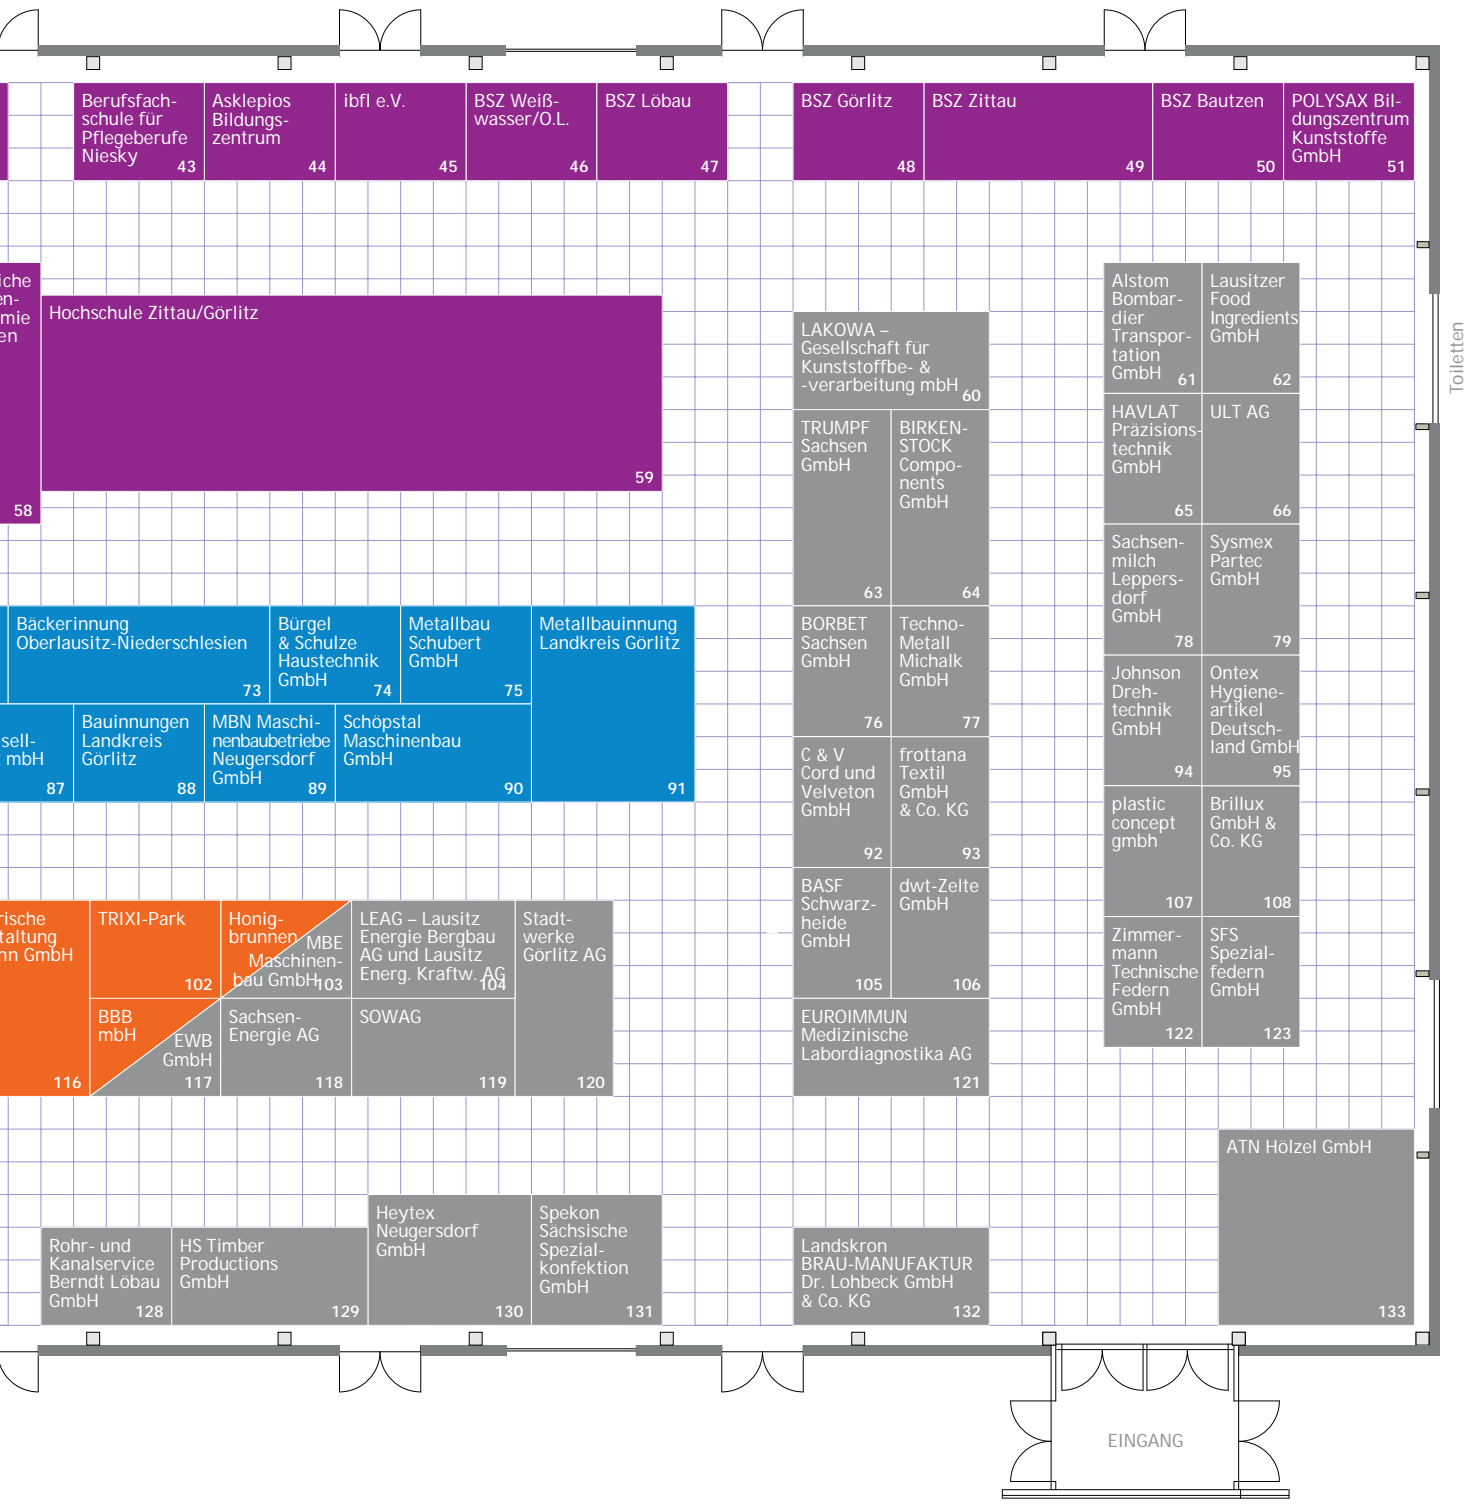 Berufsfach-
schule für
Pflegeberufe
Niesky
43
Asklepios
Bildungs-
zentrum
44
ibfl e.V.
45
BSZ Weiß-
wasser/O.L.
46
BSZ Löbau
47
BSZ Görlitz
48
BSZ Zittau
49
BSZ Bautzen
50
POLYSAX Bil-
dungszentrum
Kunststoffe
GmbH
51
iche
en-
mie
en
58
Hochschule Zittau/Görlitz
59
LAKOWA –
Gesellschaft für
Kunststoffbe- &
-verarbeitung mbH
60
Alstom
Bombar-
dier
Transpor-
tation
GmbH
61
Lausitzer
Food
Ingredients
GmbH
62
Toiletten
TRUMPF
Sachsen
GmbH
63
BIRKEN-
STOCK
Compo-
nents
GmbH
64
HAVLAT
Präzisions-
technik
GmbH
65
ULT AG
66
Bäckerinnung
Oberlausitz-Niederschlesien
73
Bürgel
& Schulze
Haustechnik
GmbH
74
Metallbau
Schubert
GmbH
75
Metallbauinnung
Landkreis Görlitz
91
BORBET
Sachsen
GmbH
76
Techno-
Metall
Michalk
GmbH
77
Sachsen-
milch
Leppers-
dorf
GmbH
78
Sysmex
Partec
GmbH
79
sell-
mbH
87
Bauinnungen
Landkreis
Görlitz
88
MBN Maschi-
nenbaubetriebe
Neugersdorf
GmbH
89
Schöpstal
Maschinenbau
GmbH
90
C & V
Cord und
Velveton
GmbH
92
frottana
Textil
GmbH
& Co. KG
93
Johnson
Dreh-
technik
GmbH
94
Ontex
Hygiene-
artikel
Deutsch-
land GmbH
95
rische
taltung
nn GmbH
116
TRIXI-Park
102
Honig-
brunnen
MBE
Maschinen-
bau GmbH
103
LEAG – Lausitz
Energie Bergbau
AG und Lausitz
Energ. Kraftw. AG
104
Stadt-
werke
Görlitz AG
120
BASF
Schwarz-
heide
GmbH
105
dwt-Zelte
GmbH
106
plastic
concept
gmbh
107
Brillux
GmbH &
Co. KG
108
BBB
mbH
EWB
GmbH
117
Sachsen-
Energie AG
118
SOWAG
119
EUROIMMUN
Medizinische
Labordiagnostika AG
121
Zimmer-
mann
Technische
Federn
GmbH
122
SFS
Spezial-
federn
GmbH
123
Rohr- und
Kanalservice
Berndt Löbau
GmbH
128
HS Timber
Productions
GmbH
129
Heytex
Neugersdorf
GmbH
130
Spekon
Sächsische
Spezial-
konfektion
GmbH
131
Landskron
BRAU-MANUFAKTUR
Dr. Lohbeck GmbH
& Co. KG
132
ATN Hölzel GmbH
133
EINGANG